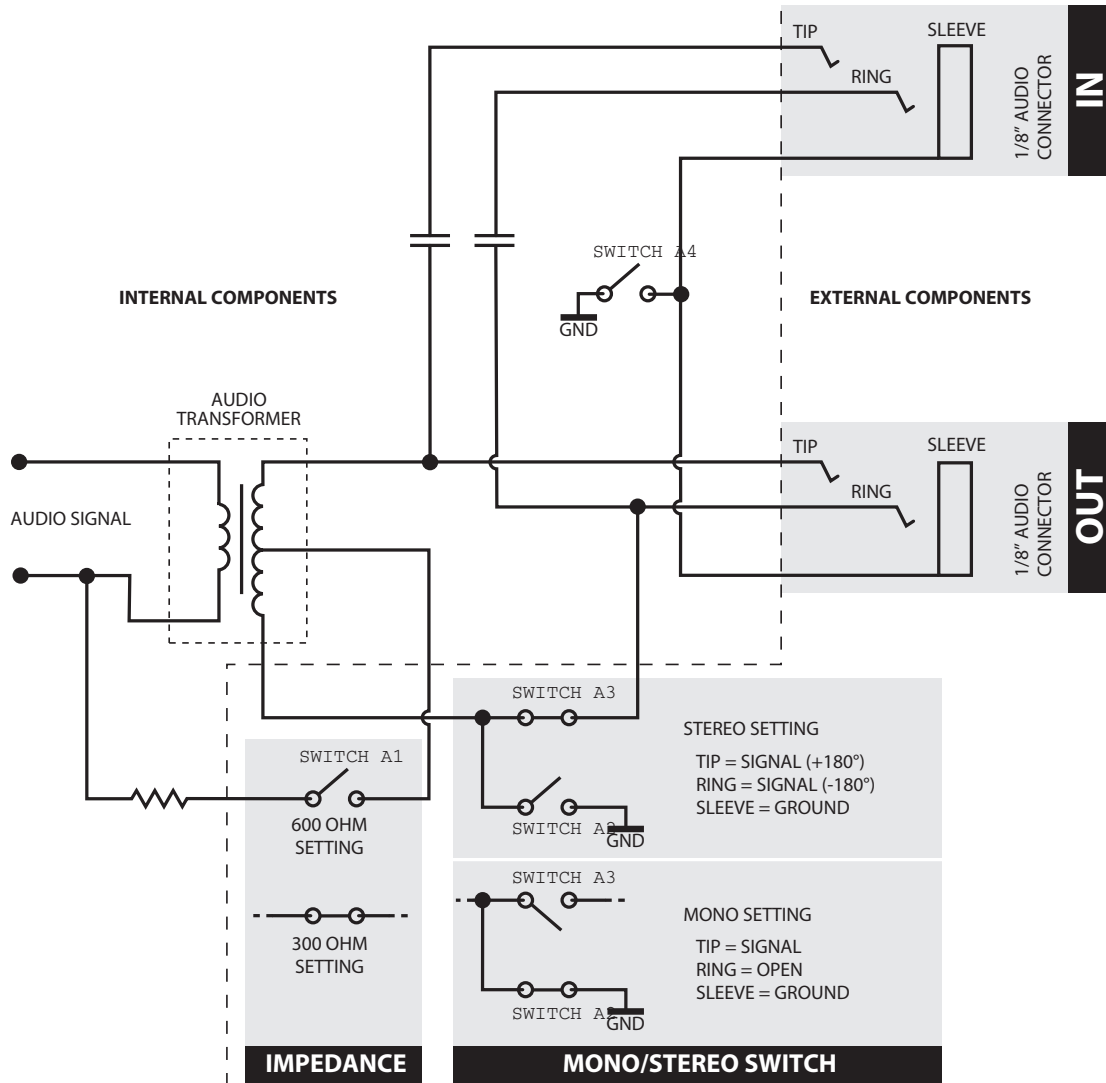 TIP
SLEEVE
RING
1/8” AUDIO
CONNECTOR
IN
SWITCH A4
INTERNAL COMPONENTS
EXTERNAL COMPONENTS
GND
AUDIO
TRANSFORMER
TIP
SLEEVE
RING
AUDIO SIGNAL
1/8” AUDIO
CONNECTOR
OUT
SWITCH A3
STEREO SETTING
TIP = SIGNAL (+180°)
RING = SIGNAL (-180°)
SLEEVE = GROUND
SWITCH A1
600 OHM
SETTING
SWITCH A2
GND
SWITCH A3
MONO SETTING
TIP = SIGNAL
RING = OPEN
SLEEVE = GROUND
300 OHM
SETTING
SWITCH A2
GND
IMPEDANCE
MONO/STEREO SWITCH